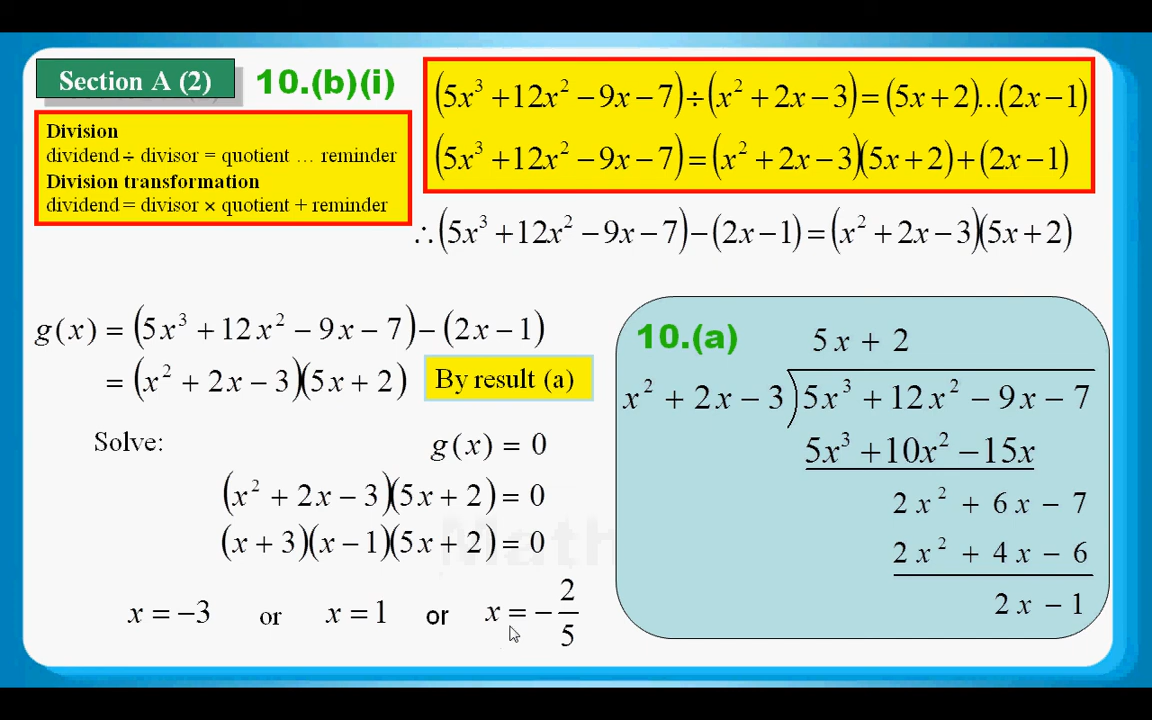 Section A (2)
10.(b)(i)
Division
dividend ÷ divisor = quotient … reminder
Division transformation
dividend = divisor × quotient + reminder
(5x³ + 12x² − 9x − 7) ÷ (x² + 2x − 3) = (5x + 2)...(2x − 1)
(5x³ + 12x² − 9x − 7) = (x² + 2x − 3)(5x + 2) + (2x − 1)
∴ (5x³ + 12x² − 9x − 7) − (2x − 1) = (x² + 2x − 3)(5x + 2)
g(x) = (5x³ + 12x² − 9x − 7) − (2x − 1)
= (x² + 2x − 3)(5x + 2) By result (a)
Solve: g(x) = 0
(x² + 2x − 3)(5x + 2) = 0
(x + 3)(x − 1)(5x + 2) = 0
x = −3 or x = 1 or x = −2/5
10.(a)
5x + 2
x² + 2x − 3)5x³ + 12x² − 9x − 7
5x³ + 10x² − 15x
2x² + 6x − 7
2x² + 4x − 6
2x − 1
Math